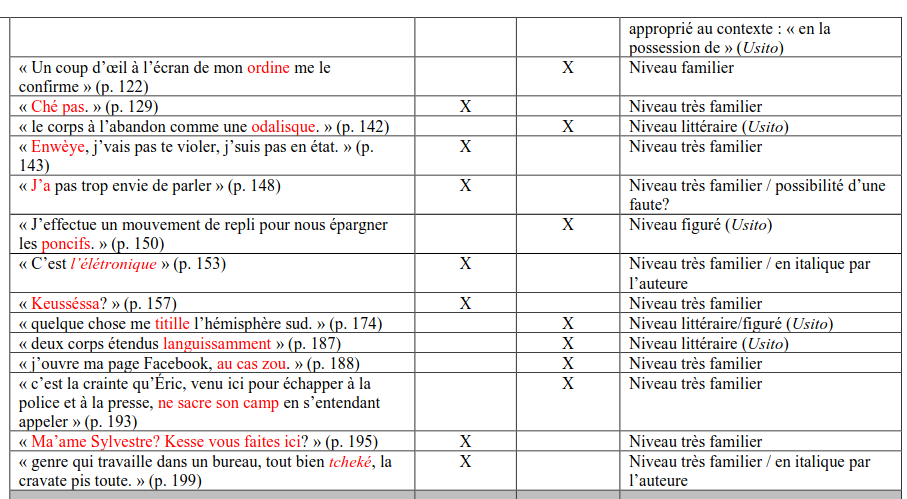 approprié au contexte : « en la
possession de » (Usito)
« Un coup d’œil à l’écran de mon ordine me le
confirme » (p. 122)
X
Niveau familier
« Ché pas. » (p. 129)
X
Niveau très familier
« le corps à l’abandon comme une odalisque. » (p. 142)
X
Niveau littéraire (Usito)
« Enwèye, j’vais pas te violer, j’suis pas en état. » (p.
143)
X
Niveau très familier
« J’a pas trop envie de parler » (p. 148)
X
Niveau très familier / possibilité d’une
faute?
« J’effectue un mouvement de repli pour nous épargner
les poncifs. » (p. 150)
X
Niveau figuré (Usito)
« C’est l’élétronique » (p. 153)
X
Niveau très familier / en italique par
l’auteure
« Keusséssa? » (p. 157)
X
Niveau très familier
« quelque chose me titille l’hémisphère sud. » (p. 174)
X
Niveau littéraire/figuré (Usito)
« deux corps étendus languissamment » (p. 187)
X
Niveau littéraire (Usito)
« j’ouvre ma page Facebook, au cas zou. » (p. 188)
X
Niveau très familier
« c’est la crainte qu’Éric, venu ici pour échapper à la
police et à la presse, ne sacre son camp en s’entendant
appeler » (p. 193)
X
Niveau très familier
« Ma’ame Sylvestre? Kesse vous faites ici? » (p. 195)
X
Niveau très familier
« genre qui travaille dans un bureau, tout bien tcheké, la
cravate pis toute. » (p. 199)
X
Niveau très familier / en italique par
l’auteure